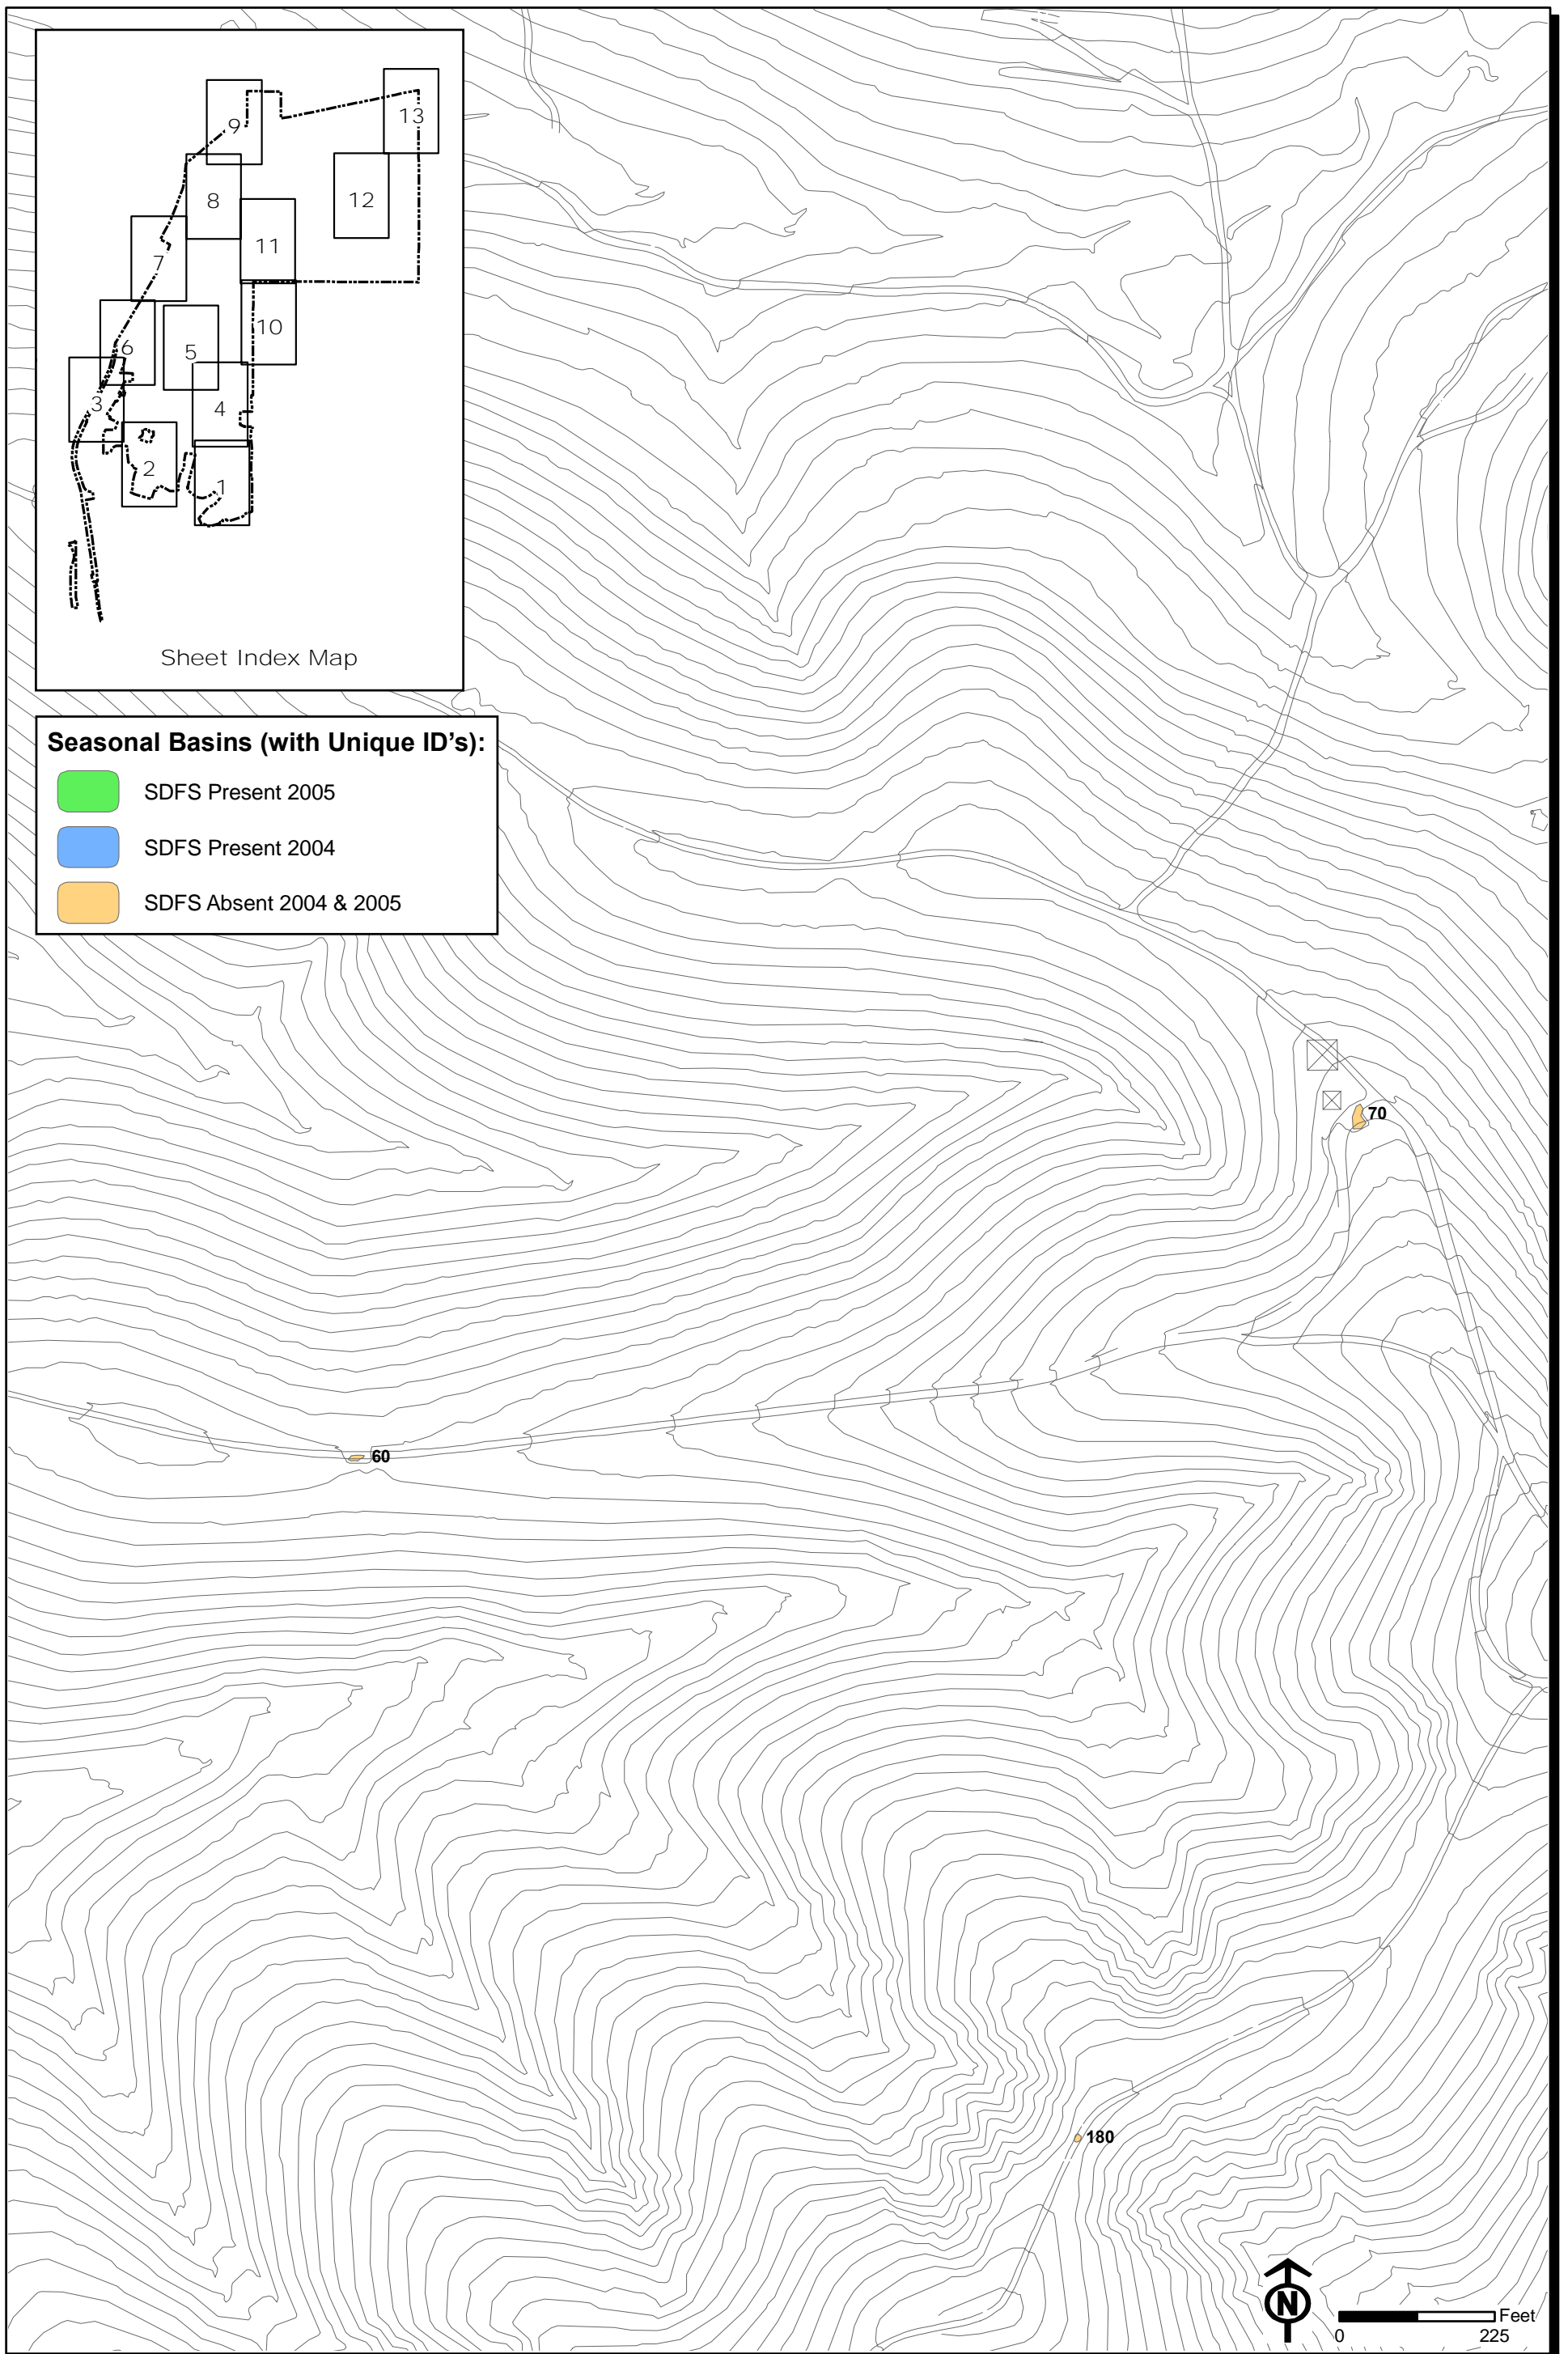 13
9
8
12
11
7
10
6
5
3
4
2
1
Sheet Index Map
Seasonal Basins (with Unique ID’s):
SDFS Present 2005
SDFS Present 2004
SDFS Absent 2004 & 2005
70
60
180
N
Feet
0 225